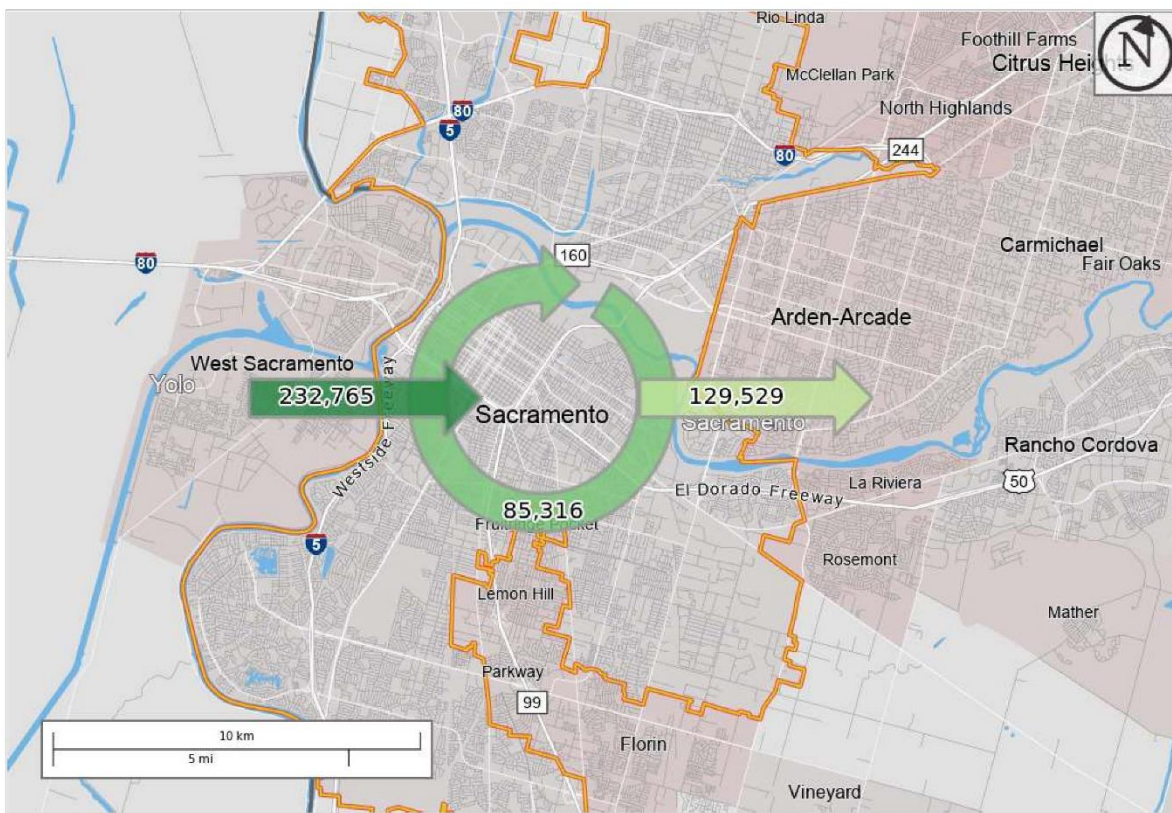 Rio Linda
Foothill Farms
N
Citrus Heights
McClellan Park
North Highlands
80
5
80
244
160
Carmichael
Fair Oaks
80
Arden-Arcade
West Sacramento
Yolo
232,765
129,529
Sacramento
Sacramento
Westside Freeway
Rancho Cordova
La Riviera
50
El Dorado Freeway
85,316
Fruitridge Pocket
5
Rosemont
Lemon Hill
Mather
Parkway
99
Florin
10 km
5 mi
Vineyard